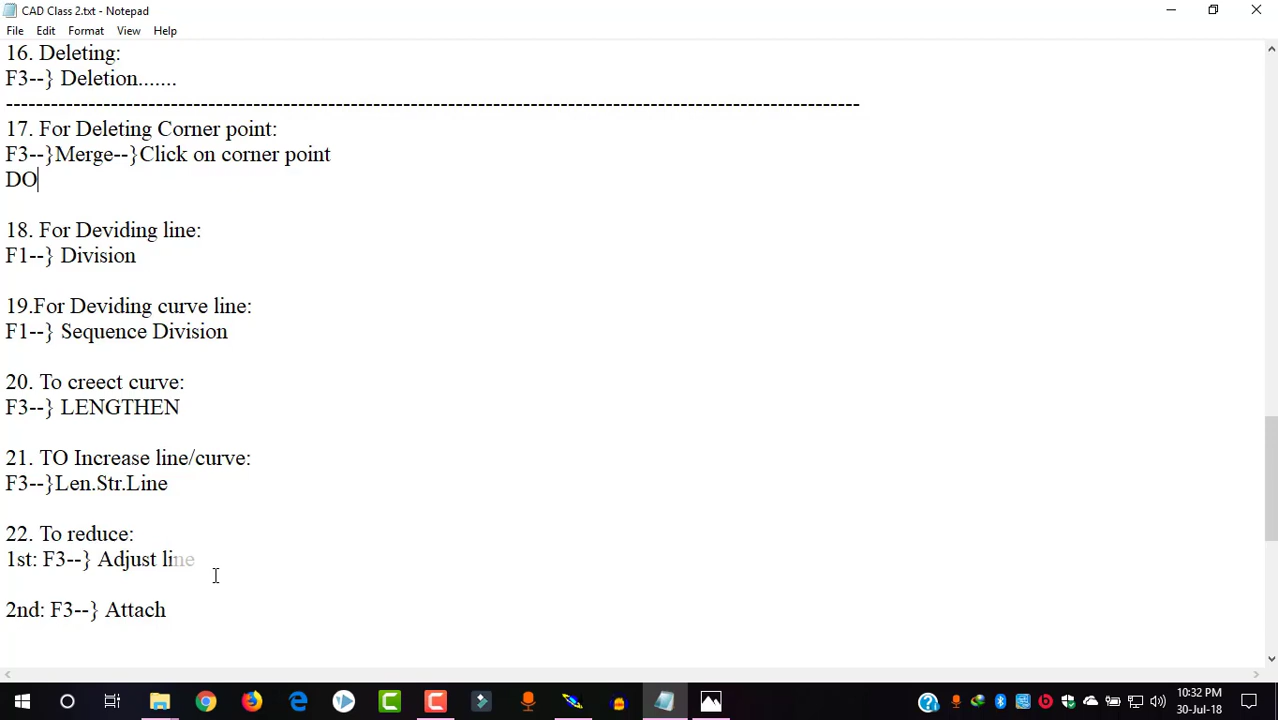 CAD Class 2.txt - Notepad
File Edit Format View Help
16. Deleting:
F3--} Deletion.......
-------------------------------------------------------------------------------------------------------------------
17. For Deleting Corner point:
F3--}Merge--}Click on corner point
DO
18. For Deviding line:
F1--} Division
19.For Deviding curve line:
F1--} Sequence Division
20. To creect curve:
F3--} LENGTHEN
21. TO Increase line/curve:
F3--}Len.Str.Line
22. To reduce:
1st: F3--} Adjust line
2nd: F3--} Attach
10:32 PM
30-Jul-18